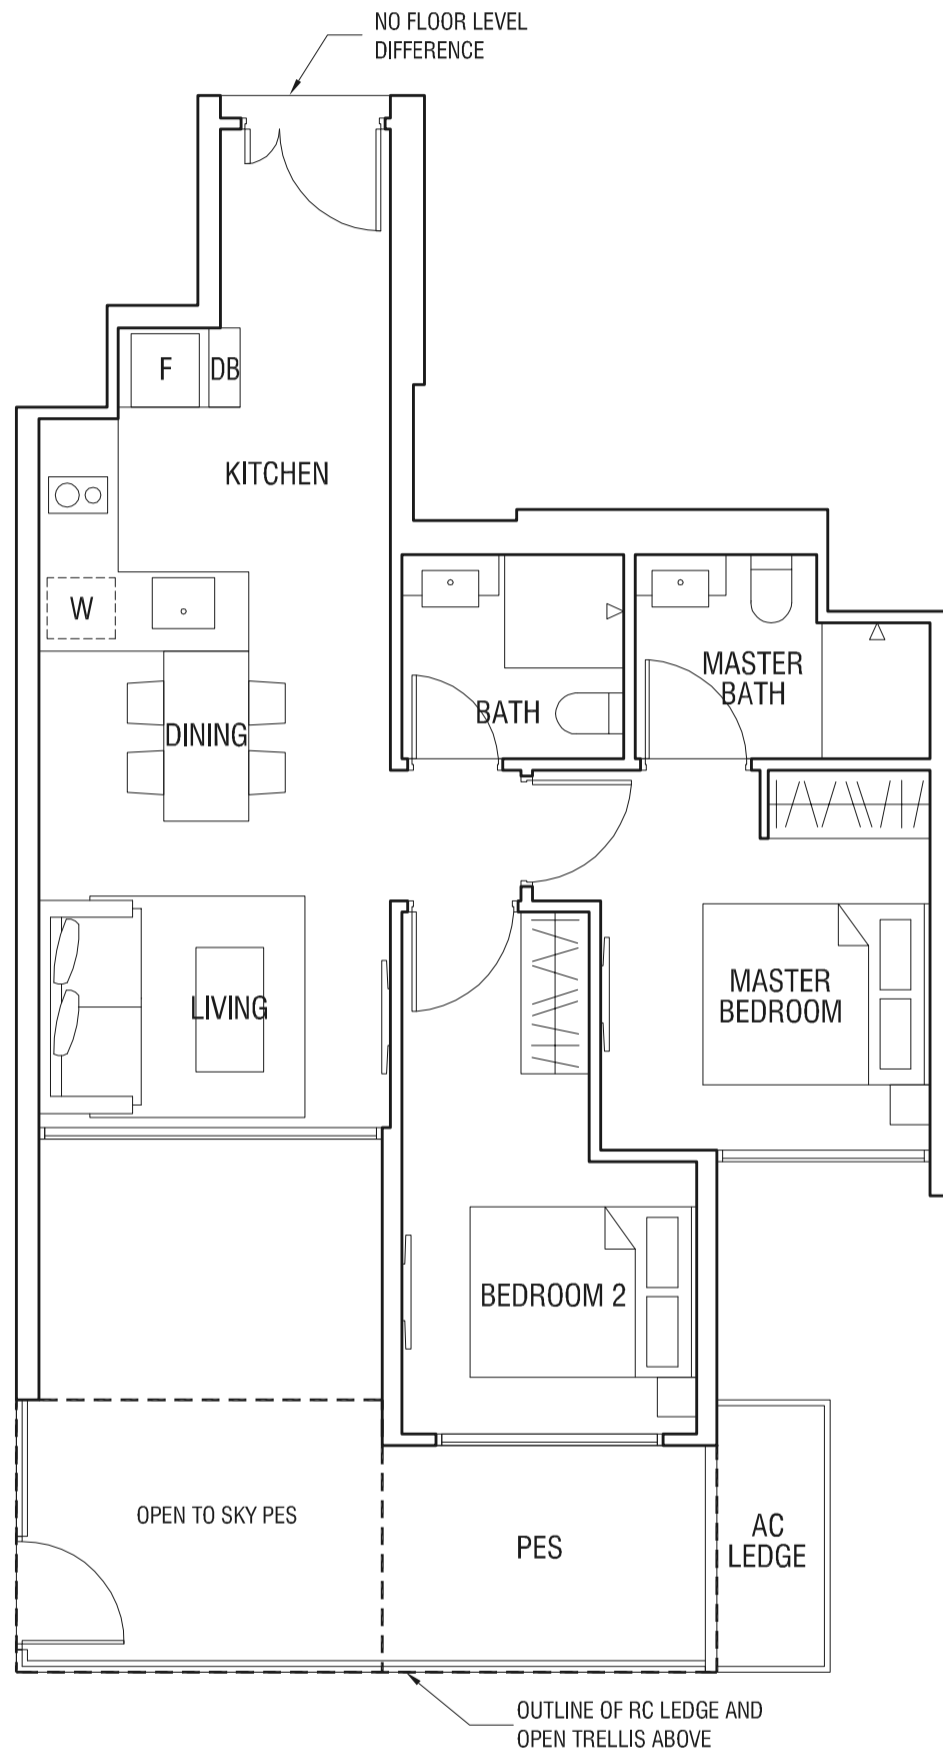 NO FLOOR LEVEL
DIFFERENCE
F
DB
KITCHEN
W
MASTER
BATH
BATH
DINING
LIVING
MASTER
BEDROOM
BEDROOM 2
OPEN TO SKY PES
PES
AC
LEDGE
OUTLINE OF RC LEDGE AND
OPEN TRELLIS ABOVE